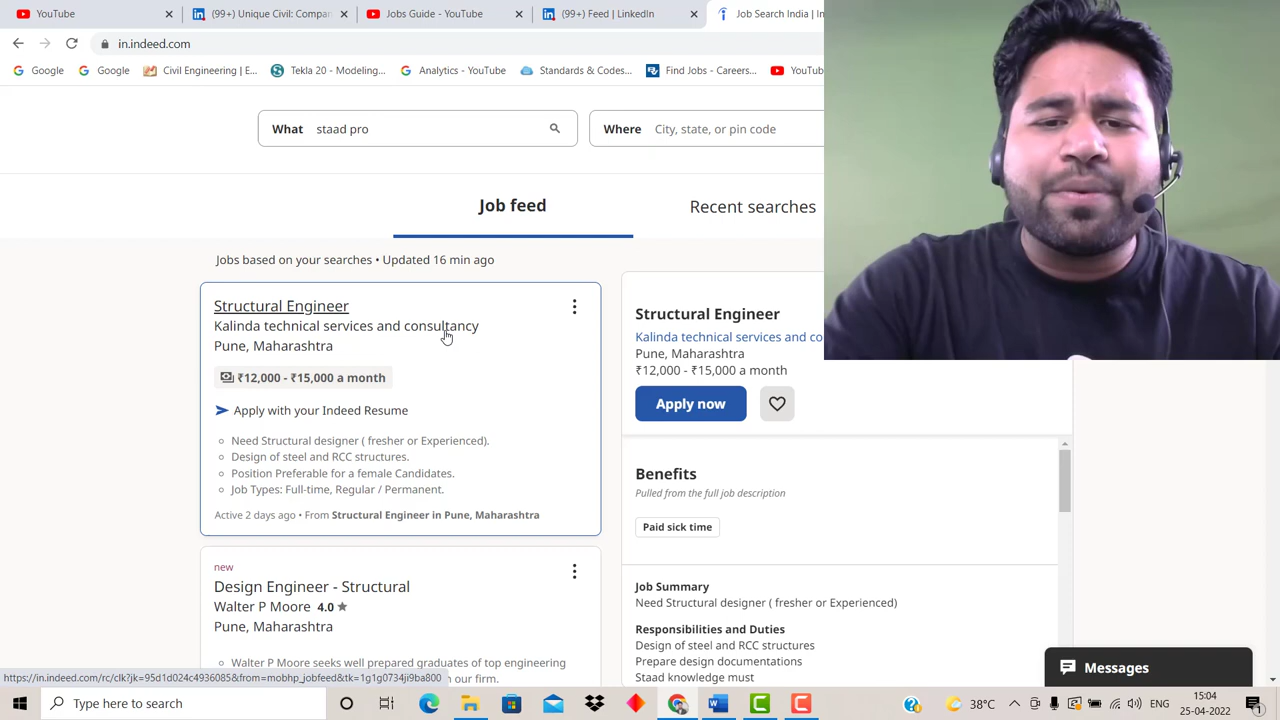 YouTube
(99+) Unique Civil: Compan
Jobs Guide - YouTube
(99+) Feed | LinkedIn
Job Search India | In
in.indeed.com
Google
Google
Civil Engineering | E...
Tekla 20 - Modeling...
Analytics - YouTube
Standards & Codes...
Find Jobs - Careers...
YouTub
What staad pro
Where City, state, or pin code
Job feed
Recent searches
Jobs based on your searches • Updated 16 min ago
Structural Engineer
Kalinda technical services and consultancy
Pune, Maharashtra
₹12,000 - ₹15,000 a month
Apply with your Indeed Resume
Need Structural designer ( fresher or Experienced).
Design of steel and RCC structures.
Position Preferable for a female Candidates.
Job Types: Full-time, Regular / Permanent.
Active 2 days ago • From Structural Engineer in Pune, Maharashtra
new
Design Engineer - Structural
Walter P Moore 4.0
Pune, Maharashtra
Walter P Moore seeks well prepared graduates of top engineering
n our firm.
Structural Engineer
Kalinda technical services and co
Pune, Maharashtra
₹12,000 - ₹15,000 a month
Apply now
Benefits
Pulled from the full job description
Paid sick time
Job Summary
Need Structural designer ( fresher or Experienced)
Responsibilities and Duties
Design of steel and RCC structures
Prepare design documentations
Staad knowledge must
Messages
Type here to search
38°C
15:04
25-04-2022
1